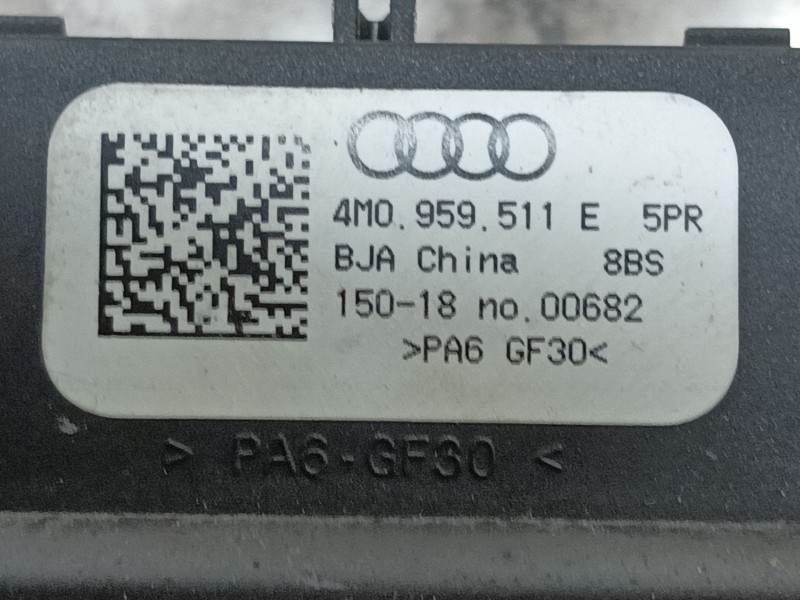 4M0.959.511 E 5PR
BJA China 8BS
150-18 no.00682
>PA6 GF30<
> PA6-GF30 <